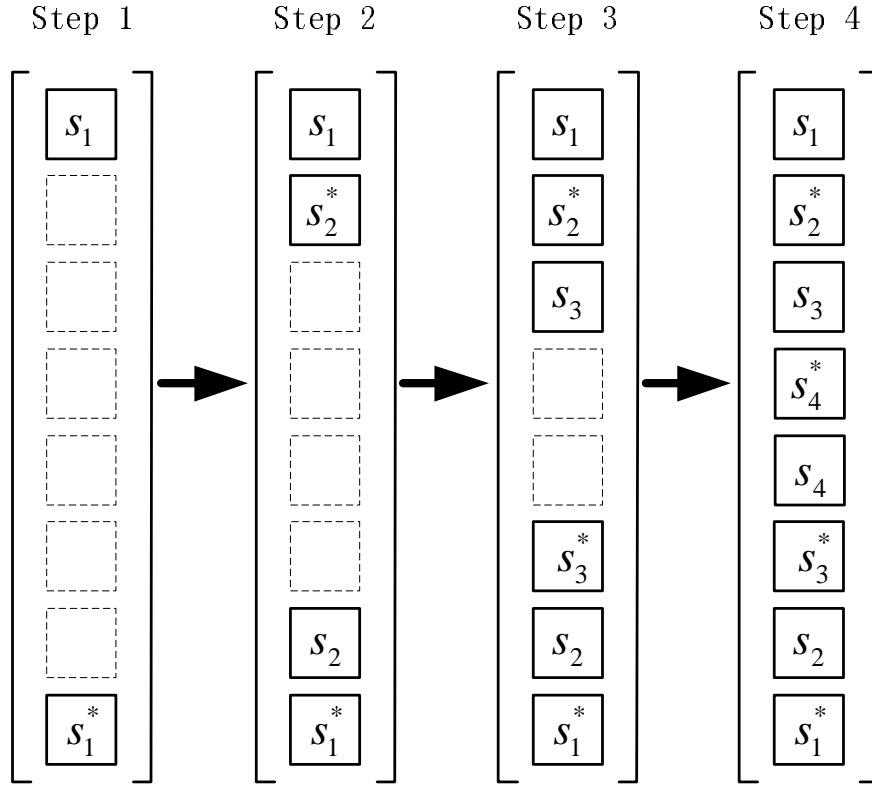 Step 1 Step 2 Step 3 Step 4
s₁ s₁ s₁ s₁
s₂* s₂* s₂*
s₃ s₃
s₄*
s₄
s₃* s₃*
s₂ s₂ s₂
s₁* s₁* s₁* s₁*